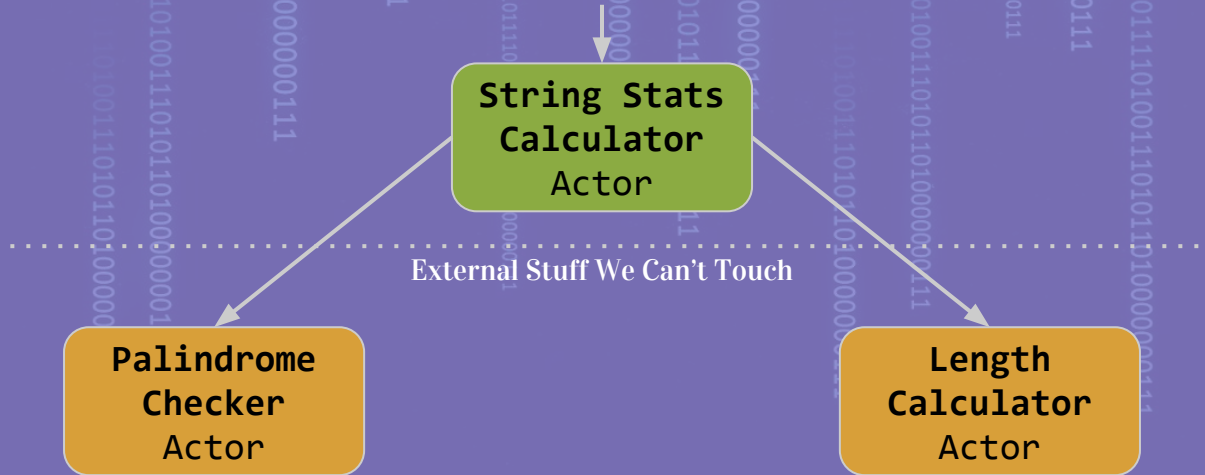 String Stats
Calculator
Actor
External Stuff We Can't Touch
Palindrome
Checker
Actor
Length
Calculator
Actor